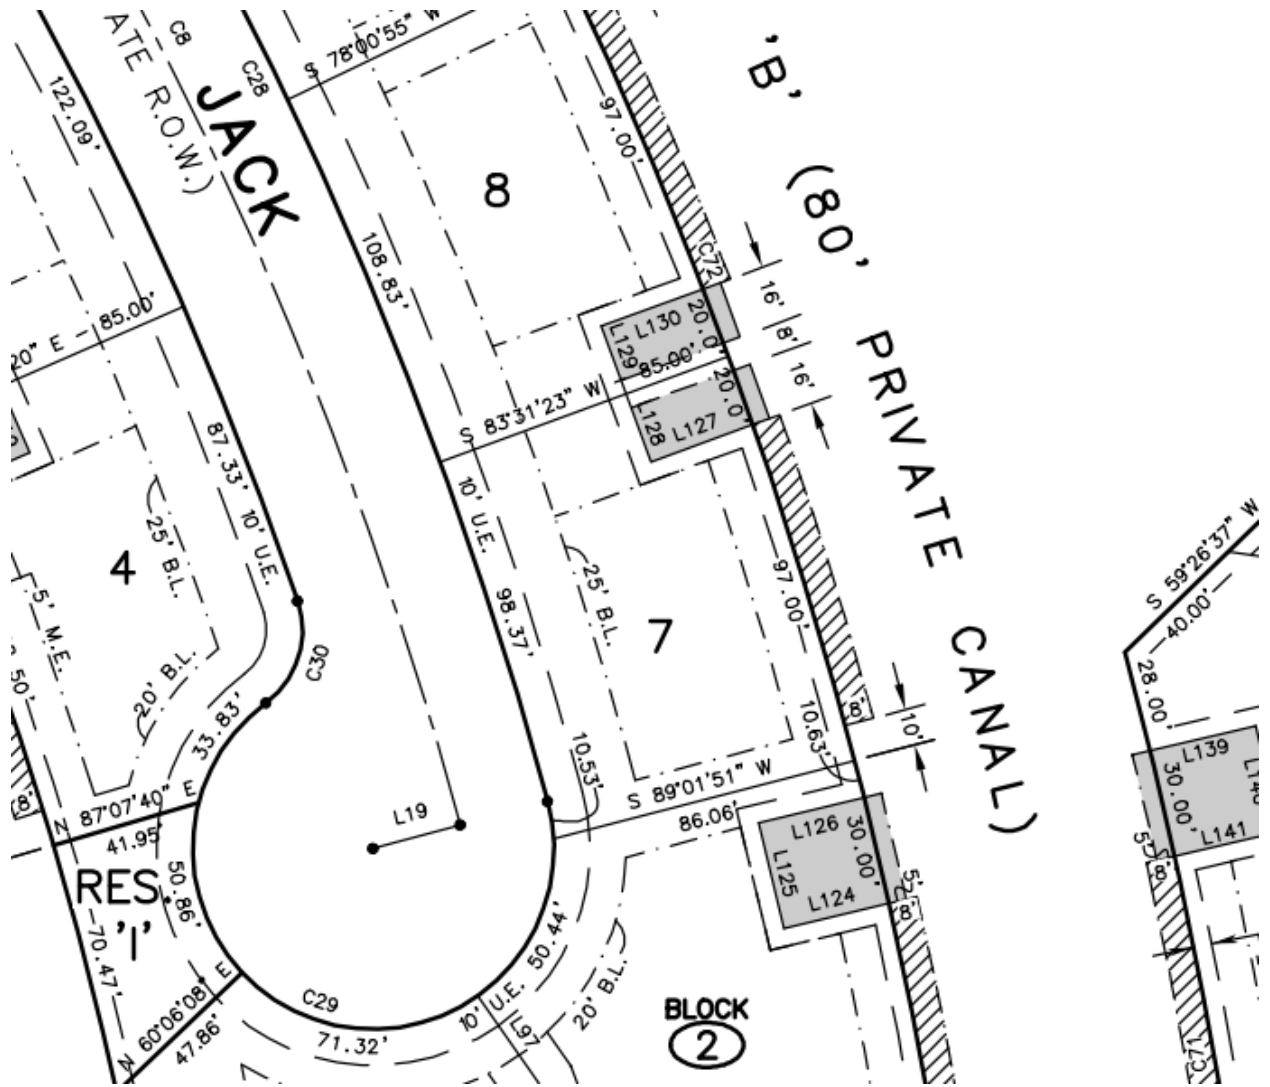 122.09'
C8
ATE R.O.W.)
C28
JACK
S 78°00'55" W
97.00'
'B' (80' PRIVATE CANAL)
8
108.83'
C72
16'
8'
16'
20" E
85.00'
L129
L130
20.0'
85.00'
S 83°31'23" W
L128
L127
20.0'
87.33'
10' U.E.
10' U.E.
25' B.L.
4
5' M.E.
50'
20' B.L.
C30
33.83'
98.37'
25' B.L.
7
97.00'
10.63'
8'
10'
S 59°26'37" W
40.00'
28.00'
L139
30.00'
L140
L141
5'
8'
8'
N 87°07'40" E
41.95'
L19
10.53'
S 89°01'51" W
86.06'
L126
30.00'
L125
L124
5'
8'
RES.
'I'
50.86'
70.47'
N 60°06'08" E
47.86'
C29
71.32'
10' U.E.
50.44'
L97
20' B.L.
BLOCK
2
C71